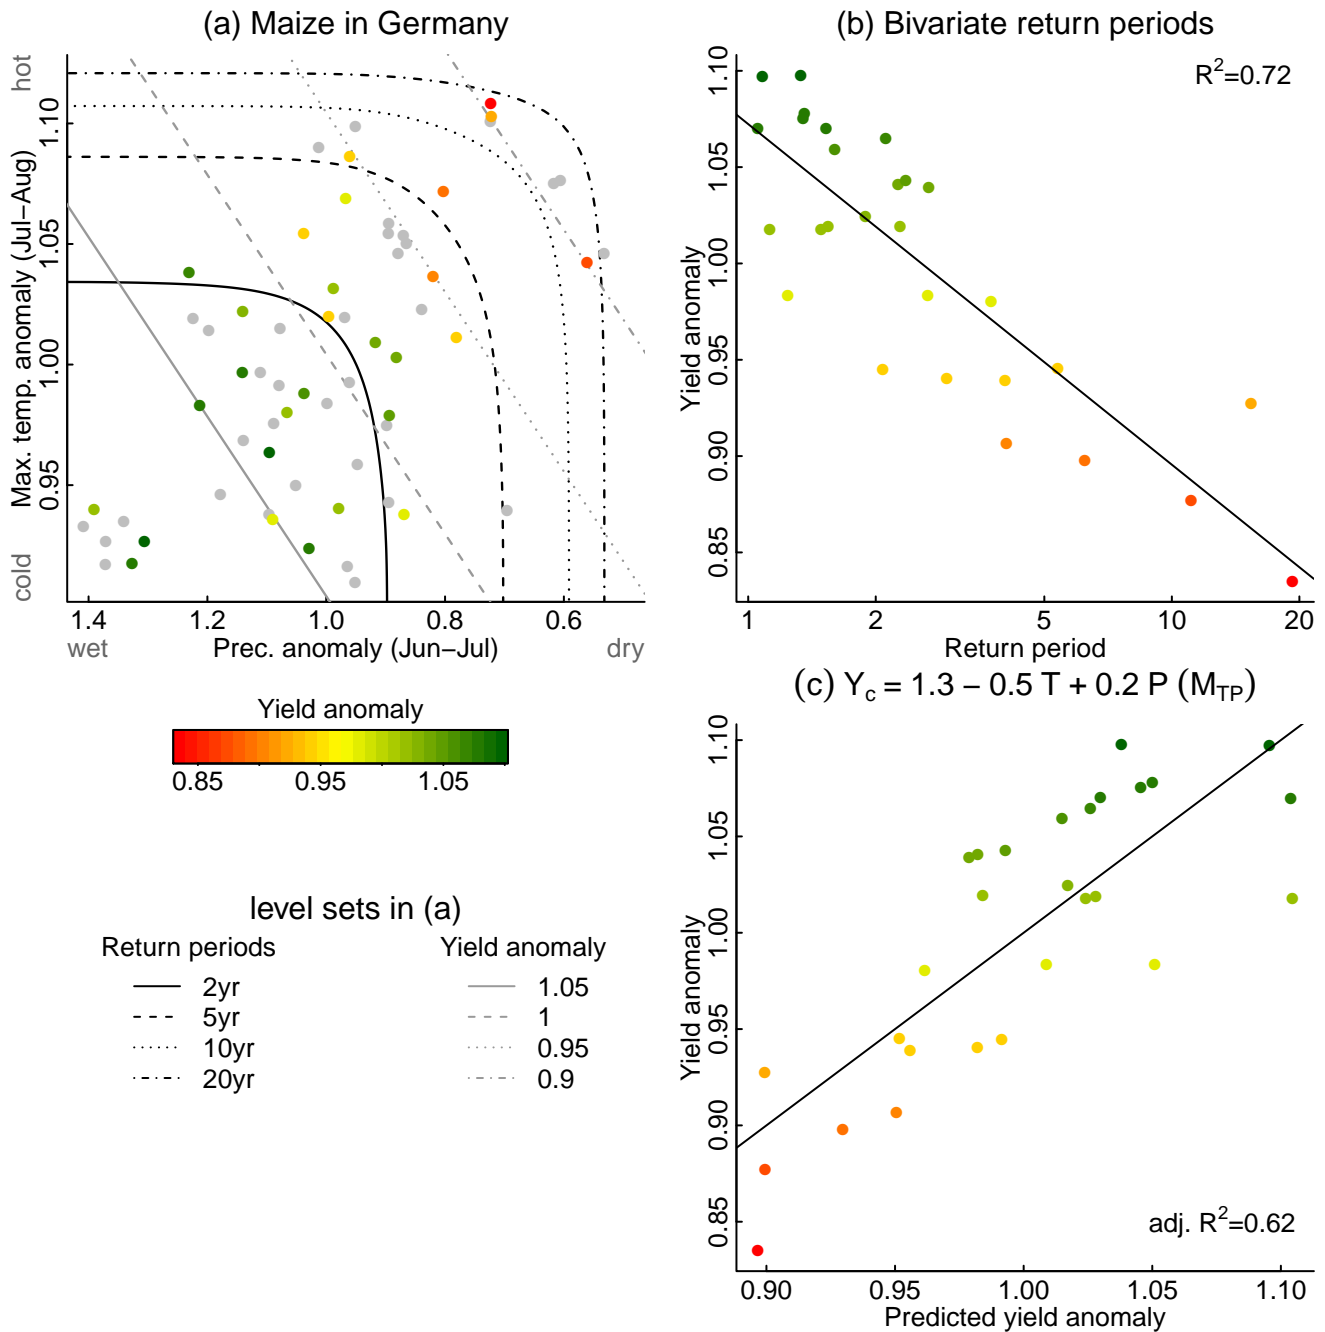 (a) Maize in Germany
hot
Max. temp. anomaly (Jul−Aug)
cold
1.10
1.05
1.00
0.95
1.4 1.2 1.0 0.8 0.6
wet Prec. anomaly (Jun−Jul) dry
(b) Bivariate return periods
R²=0.72
Yield anomaly
1.10
1.05
1.00
0.95
0.90
0.85
1 2 5 10 20
Return period
Yield anomaly
0.85 0.95 1.05
level sets in (a)
Return periods
2yr
5yr
10yr
20yr
Yield anomaly
1.05
1
0.95
0.9
(c) Y_c = 1.3 − 0.5 T + 0.2 P (M_TP)
Yield anomaly
1.10
1.05
1.00
0.95
0.90
0.85
adj. R²=0.62
0.90 0.95 1.00 1.05 1.10
Predicted yield anomaly